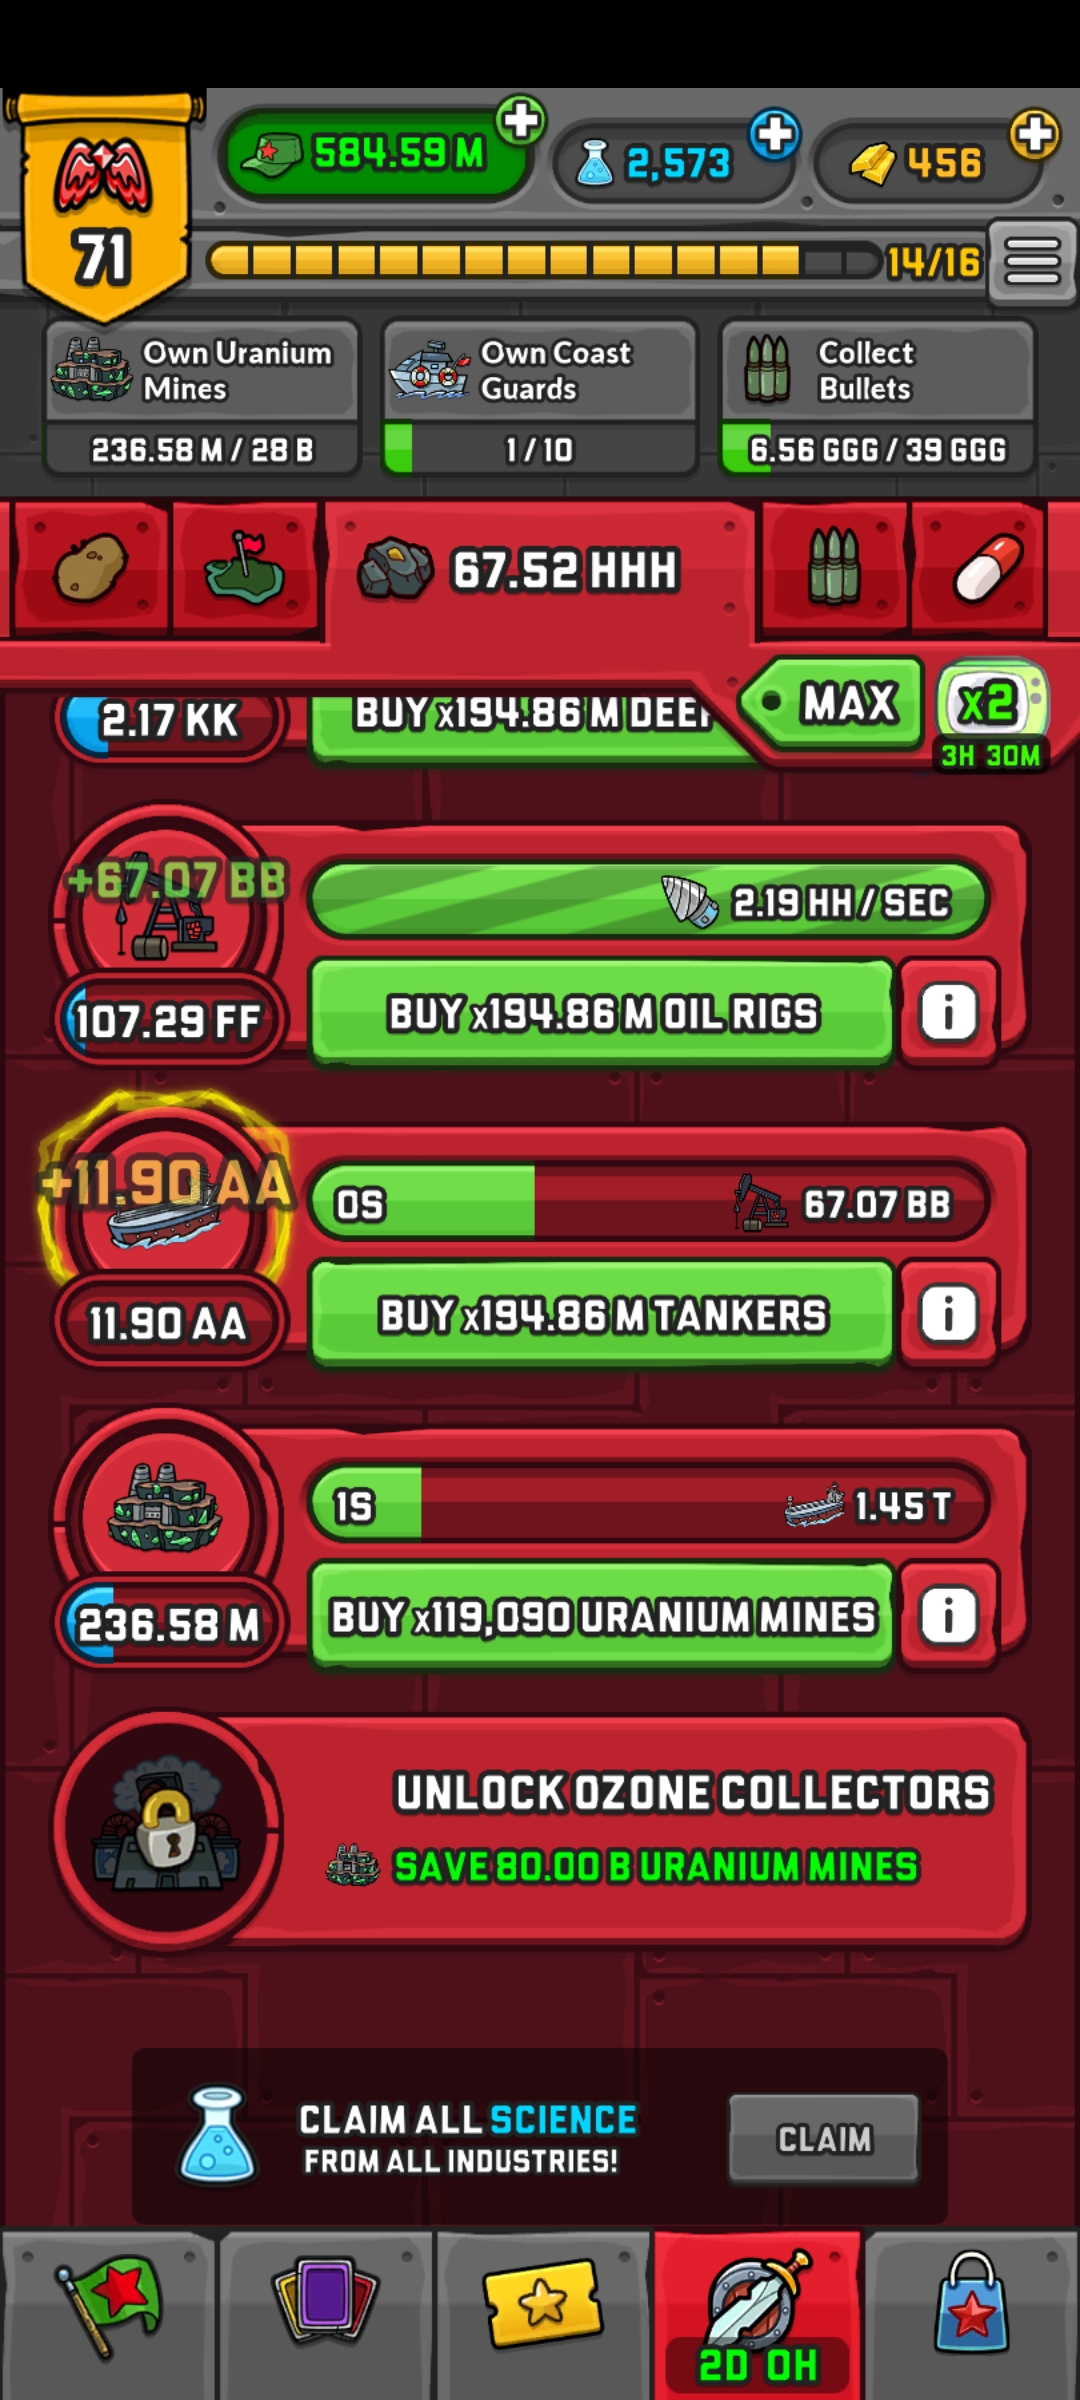 584.59 M
2,573
456
71
14/16
Own Uranium
Mines
236.58 M / 28 B
Own Coast
Guards
1 / 10
Collect
Bullets
6.56 GGG / 39 GGG
67.52 HHH
MAX
x2
3H 30M
2.17 KK
BUY x194.86 M DEEP
+67.07 BB
2.19 HH / SEC
107.29 FF
BUY x194.86 M OIL RIGS
i
+11.90 AA
0S
67.07 BB
11.90 AA
BUY x194.86 M TANKERS
i
1S
1.45 T
236.58 M
BUY x119,090 URANIUM MINES
i
UNLOCK OZONE COLLECTORS
SAVE 80.00 B URANIUM MINES
CLAIM ALL SCIENCE
FROM ALL INDUSTRIES!
CLAIM
2D 0H